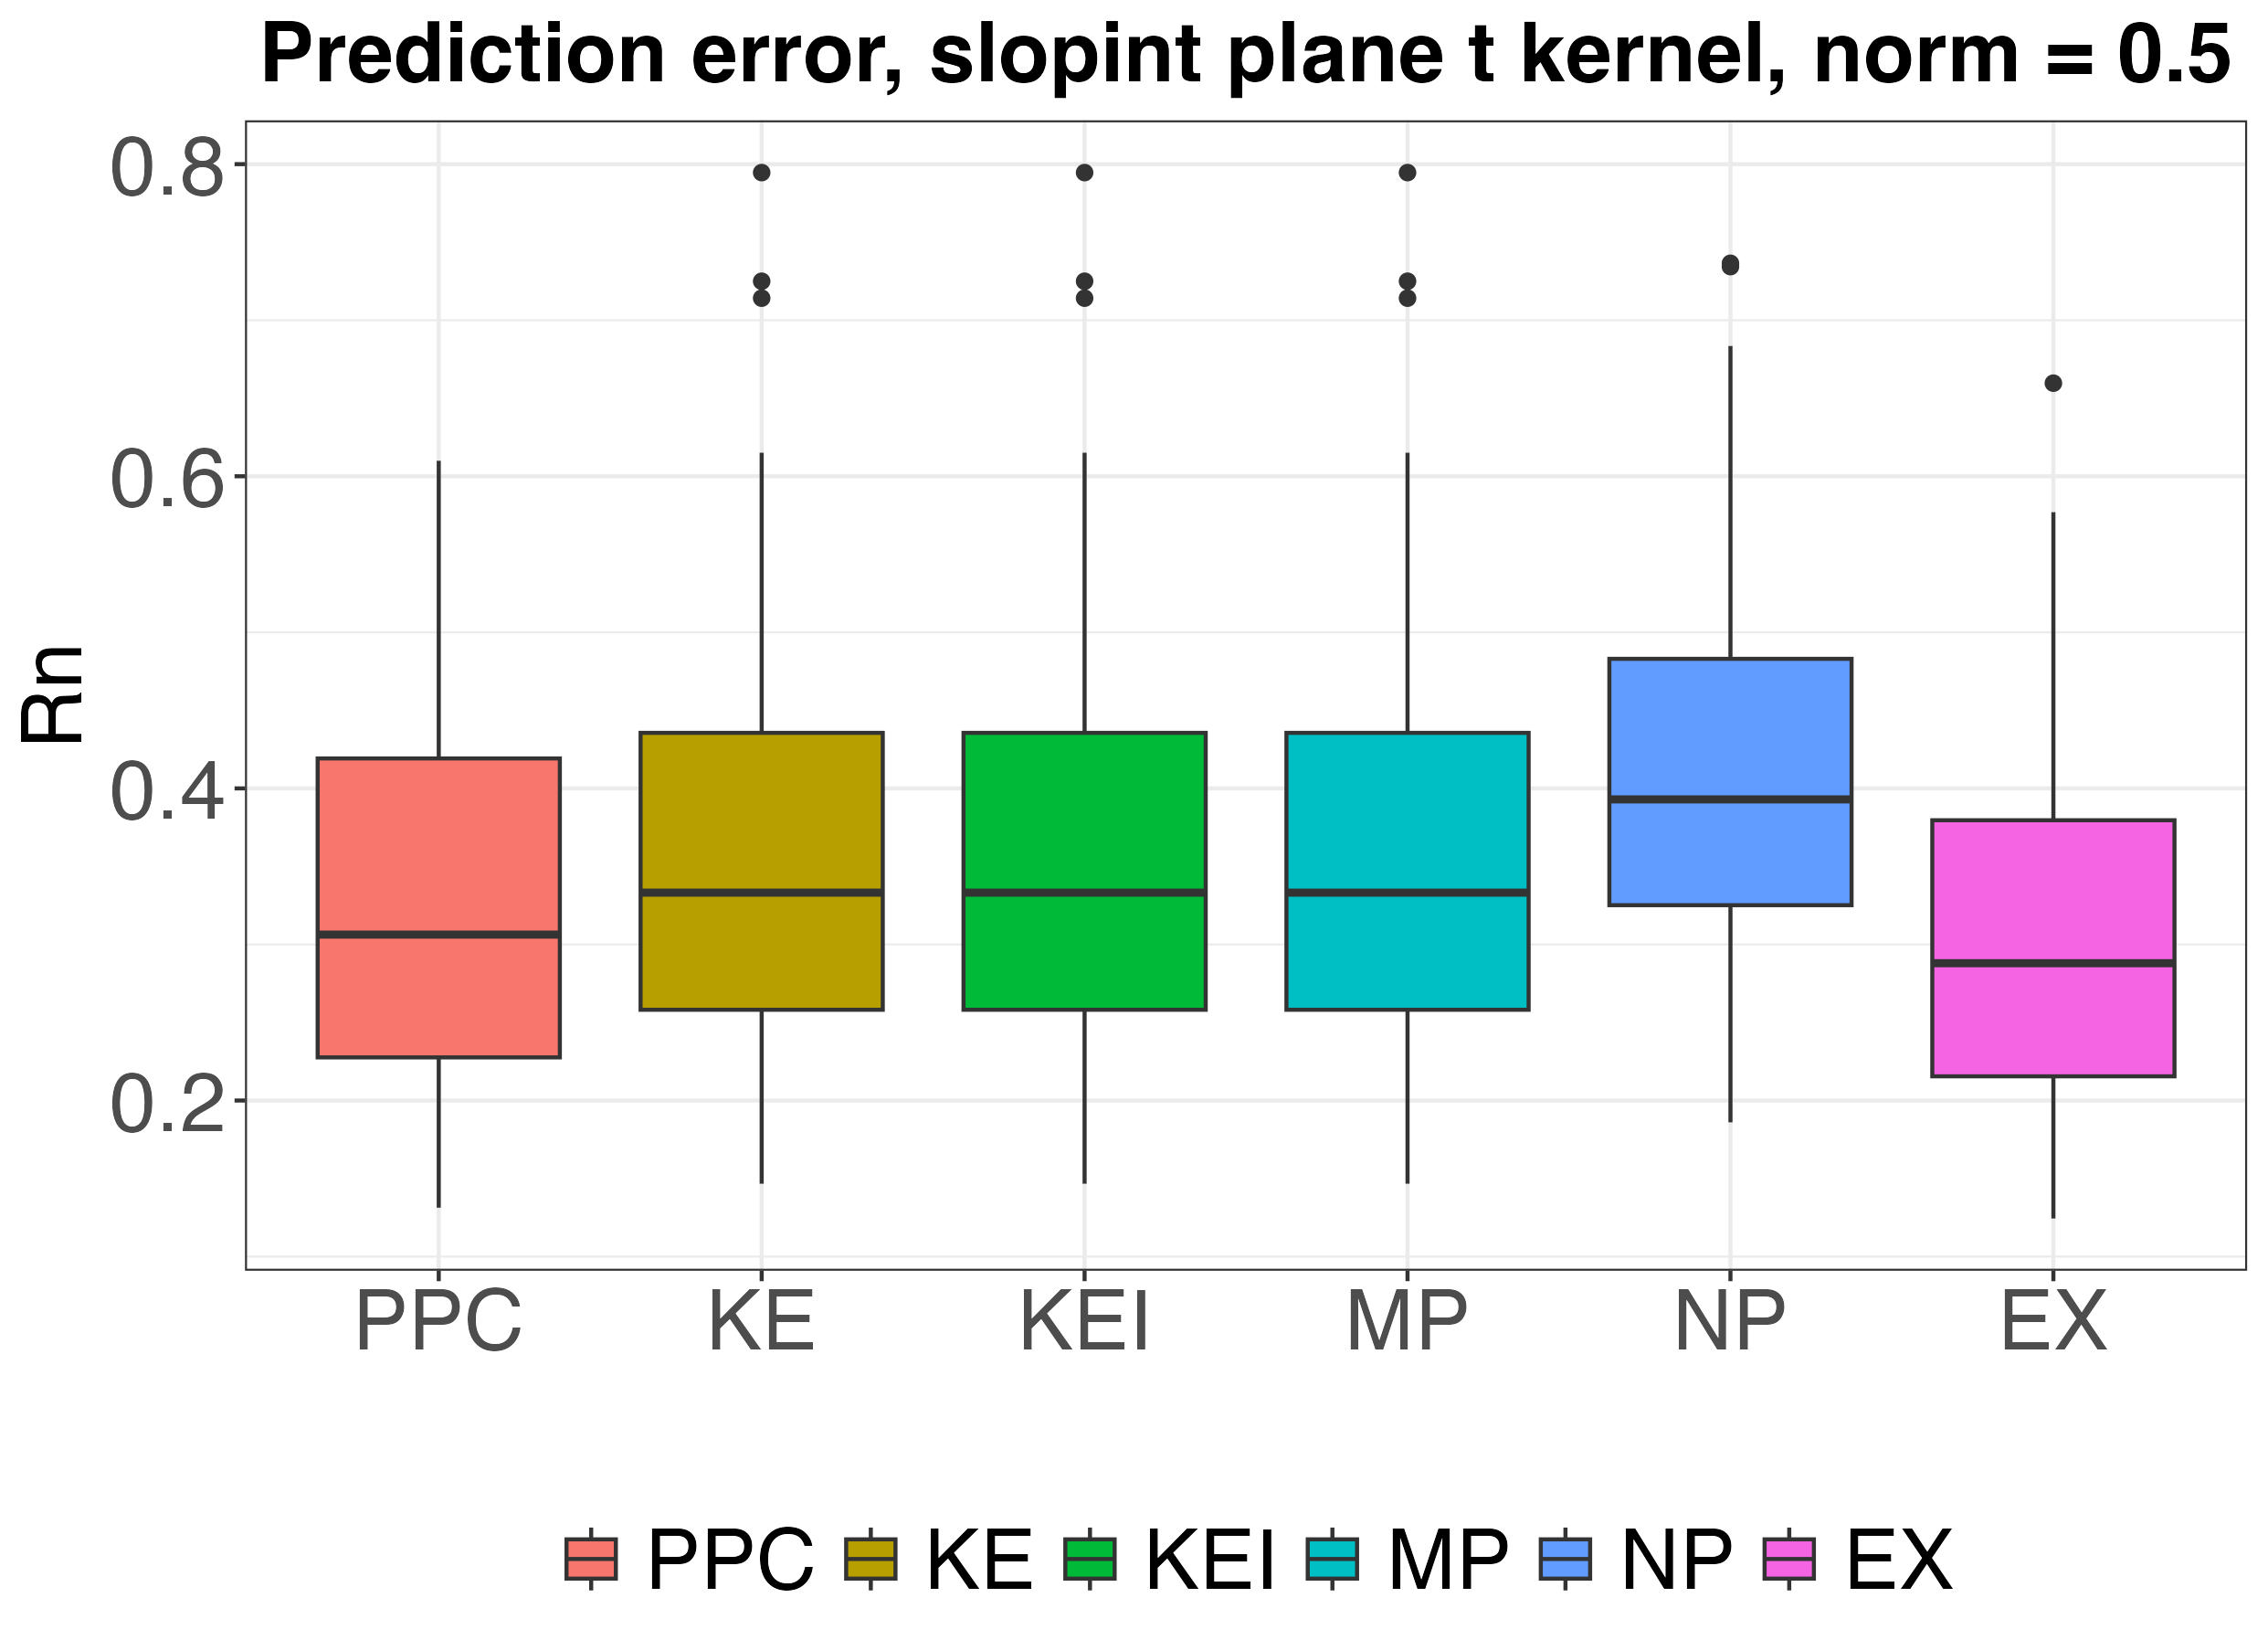 Prediction error, slopint plane t kernel, norm = 0.5
0.8
0.6
0.4
0.2
Rn
PPC KE KEI MP NP EX
PPC KE KEI MP NP EX